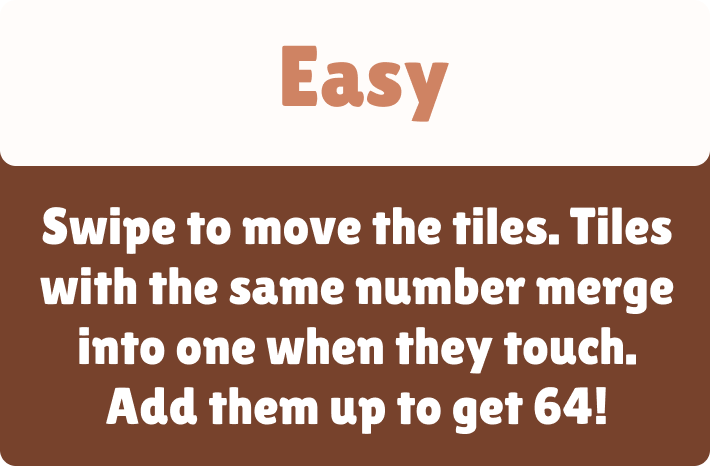 Easy
Swipe to move the tiles. Tiles
with the same number merge
into one when they touch.
Add them up to get 64!